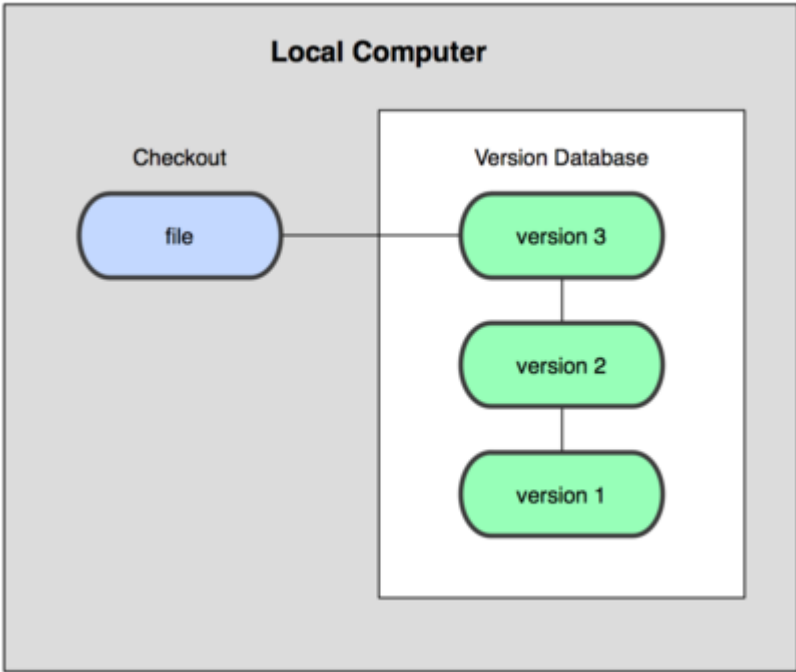 Local Computer
Checkout
Version Database
file
version 3
version 2
version 1